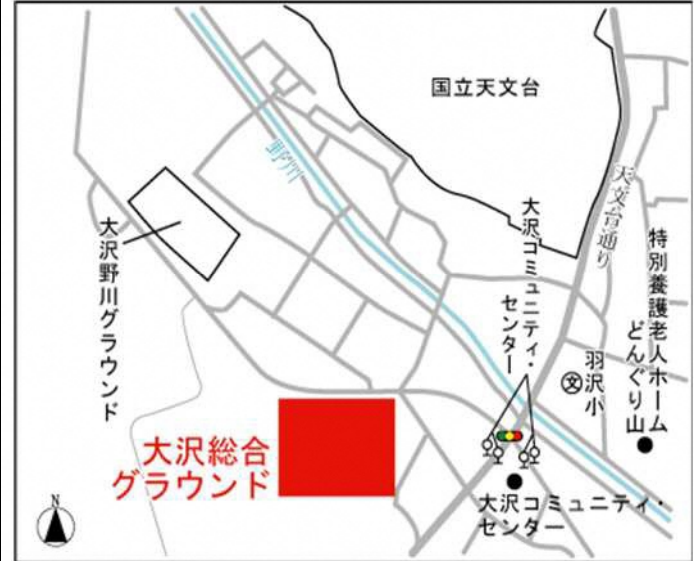 国立天文台
野川
天文台通り
大沢コミュニティ・
センター
特別養護老人ホーム
どんぐり山
羽沢小
文
大沢野川グラウンド
大沢総合
グラウンド
大沢コミュニティ・
センター
N